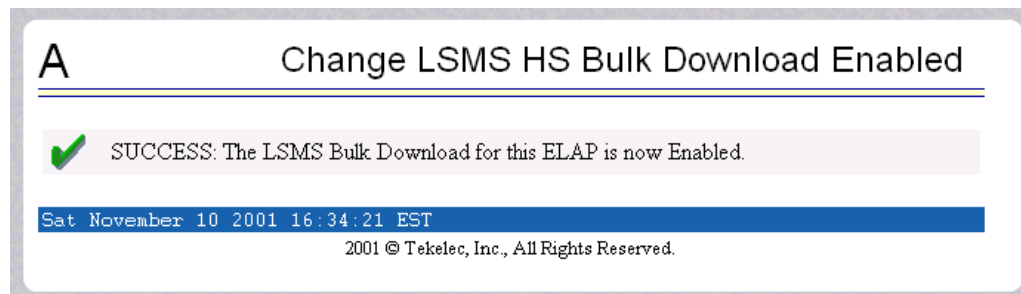 A
Change LSMS HS Bulk Download Enabled
SUCCESS: The LSMS Bulk Download for this ELAP is now Enabled.
Sat November 10 2001 16:34:21 EST
2001 © Tekelec, Inc., All Rights Reserved.